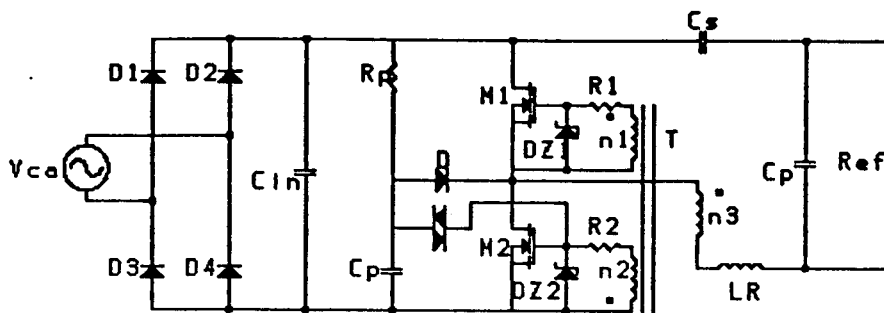 Cs
D1 D2 Rp
M1 R1
DZ1 n1 T
Vca Cin D Cp Ref
n3
M2 R2
D3 D4 Cp
DZ2 n2 LR